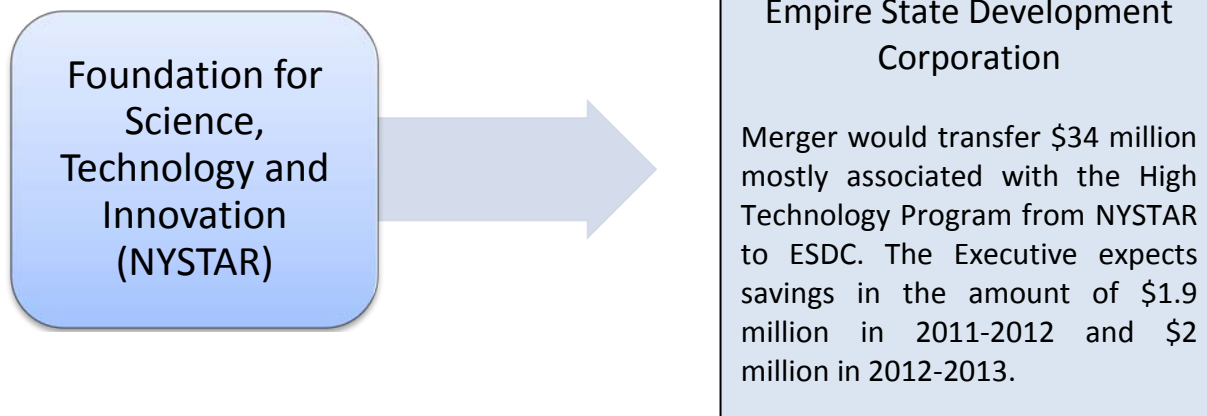 Foundation for
Science,
Technology and
Innovation
(NYSTAR)
Empire State Development
Corporation
Merger would transfer $34 million
mostly associated with the High
Technology Program from NYSTAR
to ESDC. The Executive expects
savings in the amount of $1.9
million in 2011-2012 and $2
million in 2012-2013.